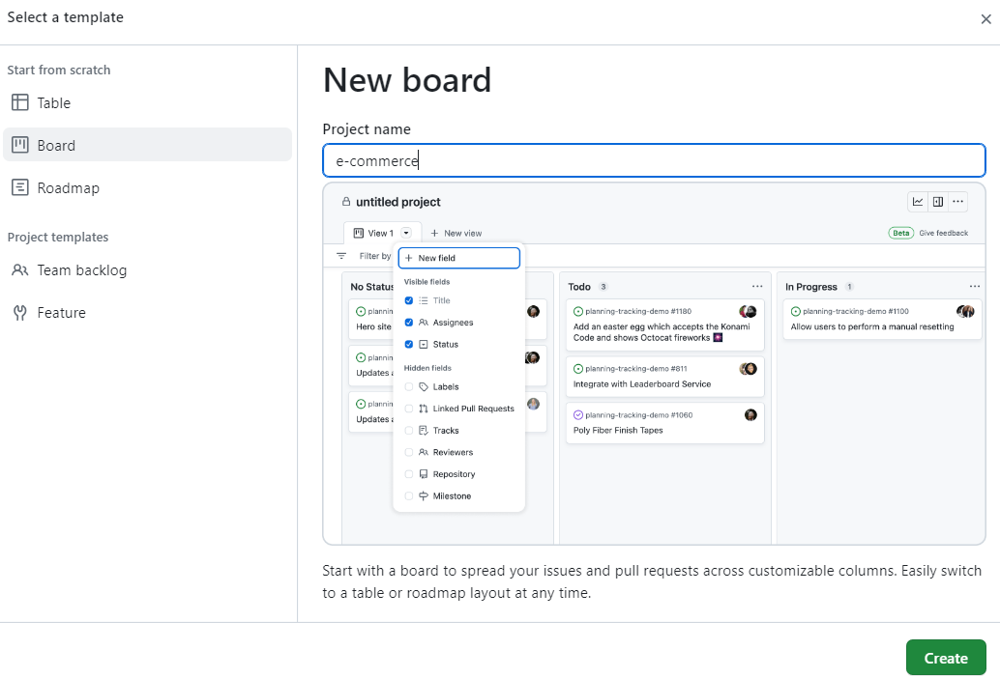 Select a template
Start from scratch
Table
Board
Roadmap
Project templates
Team backlog
Feature
New board
Project name
e-commerce
untitled project
View 1
New view
Beta Give feedback
Filter by
New field
Visible fields
Title
Assignees
Status
Hidden fields
Labels
Linked Pull Requests
Tracks
Reviewers
Repository
Milestone
No Status
plannin
Hero site
plannin
Updates a
plannin
Updates a
Todo 3
planning-tracking-demo #1180
Add an easter egg which accepts the Konami
Code and shows Octocat fireworks
planning-tracking-demo #811
Integrate with Leaderboard Service
planning-tracking-demo #1060
Poly Fiber Finish Tapes
In Progress 1
planning-tracking-demo #1100
Allow users to perform a manual resetting
Start with a board to spread your issues and pull requests across customizable columns. Easily switch
to a table or roadmap layout at any time.
Create